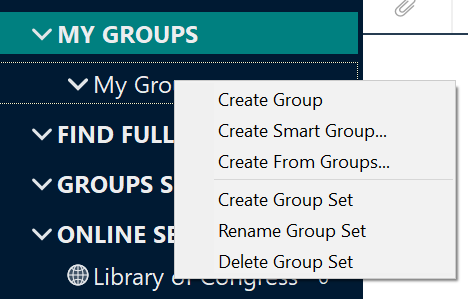 MY GROUPS
My Gro
Create Group
Create Smart Group...
Create From Groups...
Create Group Set
Rename Group Set
Delete Group Set
FIND FULL
GROUPS S
ONLINE SE
Library of Congress